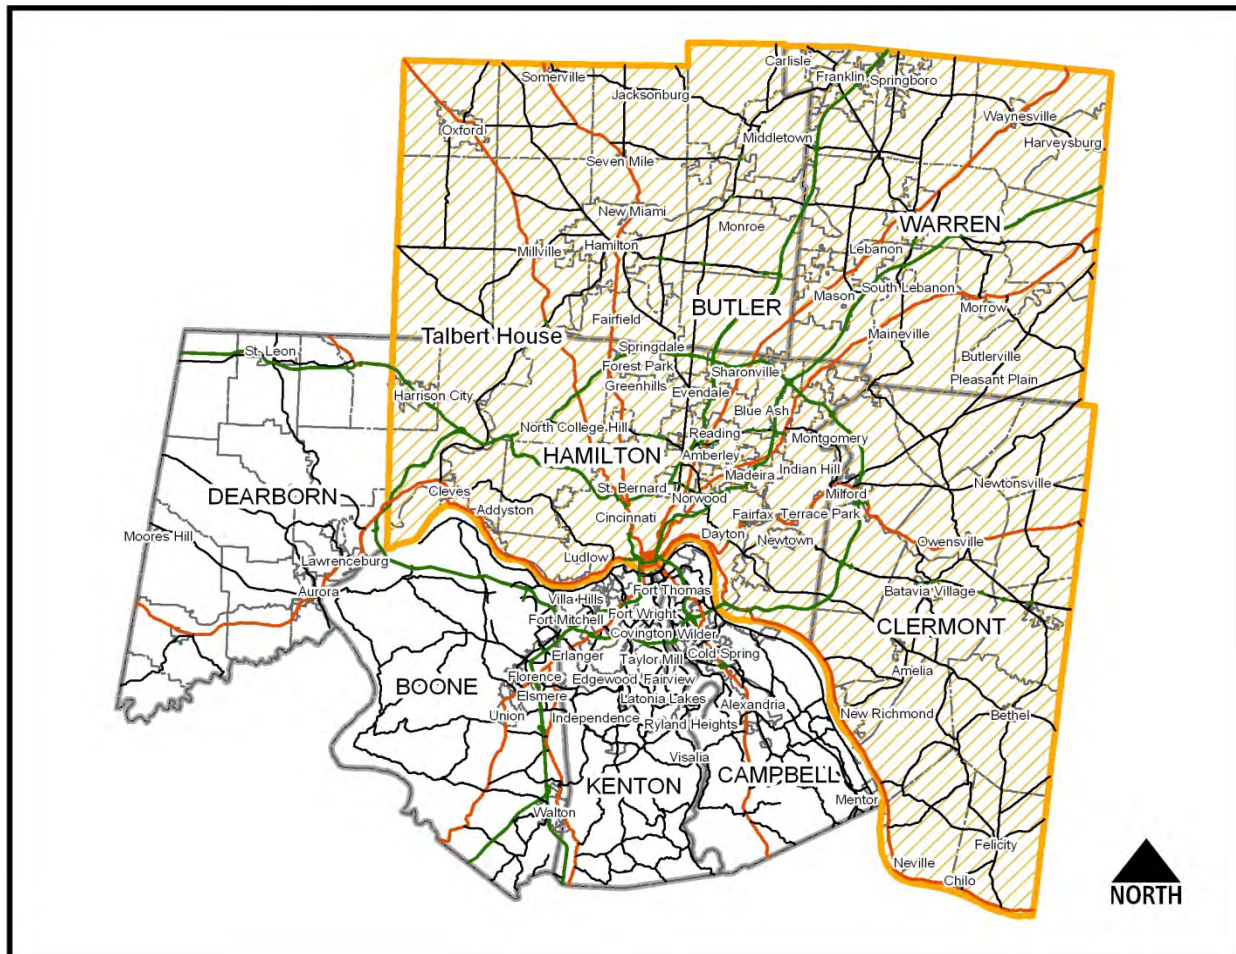 Carlisle
Franklin
Springboro
Somerville
Jacksonburg
Waynesville
Oxford
Middletown
Harveysburg
Seven Mile
New Miami
Monroe
WARREN
Hamilton
Millville
Lebanon
South Lebanon
Mason
Morrow
BUTLER
Fairfield
Maineville
Talbert House
Springdale
St. Leon
Forest Park
Sharonville
Butlerville
Greenhills
Pleasant Plain
Evendale
Harrison City
Blue Ash
North College Hill
Reading
Montgomery
HAMILTON
Amberley
Indian Hill
Madeira
Newtonsville
St. Bernard
Cleves
Norwood
Milford
DEARBORN
Addyston
Cincinnati
Fairfax
Terrace Park
Moores Hill
Dayton
Newtown
Owensville
Lawrenceburg
Ludlow
Aurora
Fort Thomas
Batavia Village
Villa Hills
Fort Wright
Fort Mitchell
CLERMONT
Covington
Wilder
Erlanger
Taylor Mill
Cold Spring
Amelia
Florence
Edgewood
Fairview
BOONE
Elsmere
Latonia Lakes
Alexandria
Union
Independence
Ryland Heights
New Richmond
Bethel
Visalia
CAMPBELL
KENTON
Mentor
Walton
Felicity
Neville
Chilo
NORTH